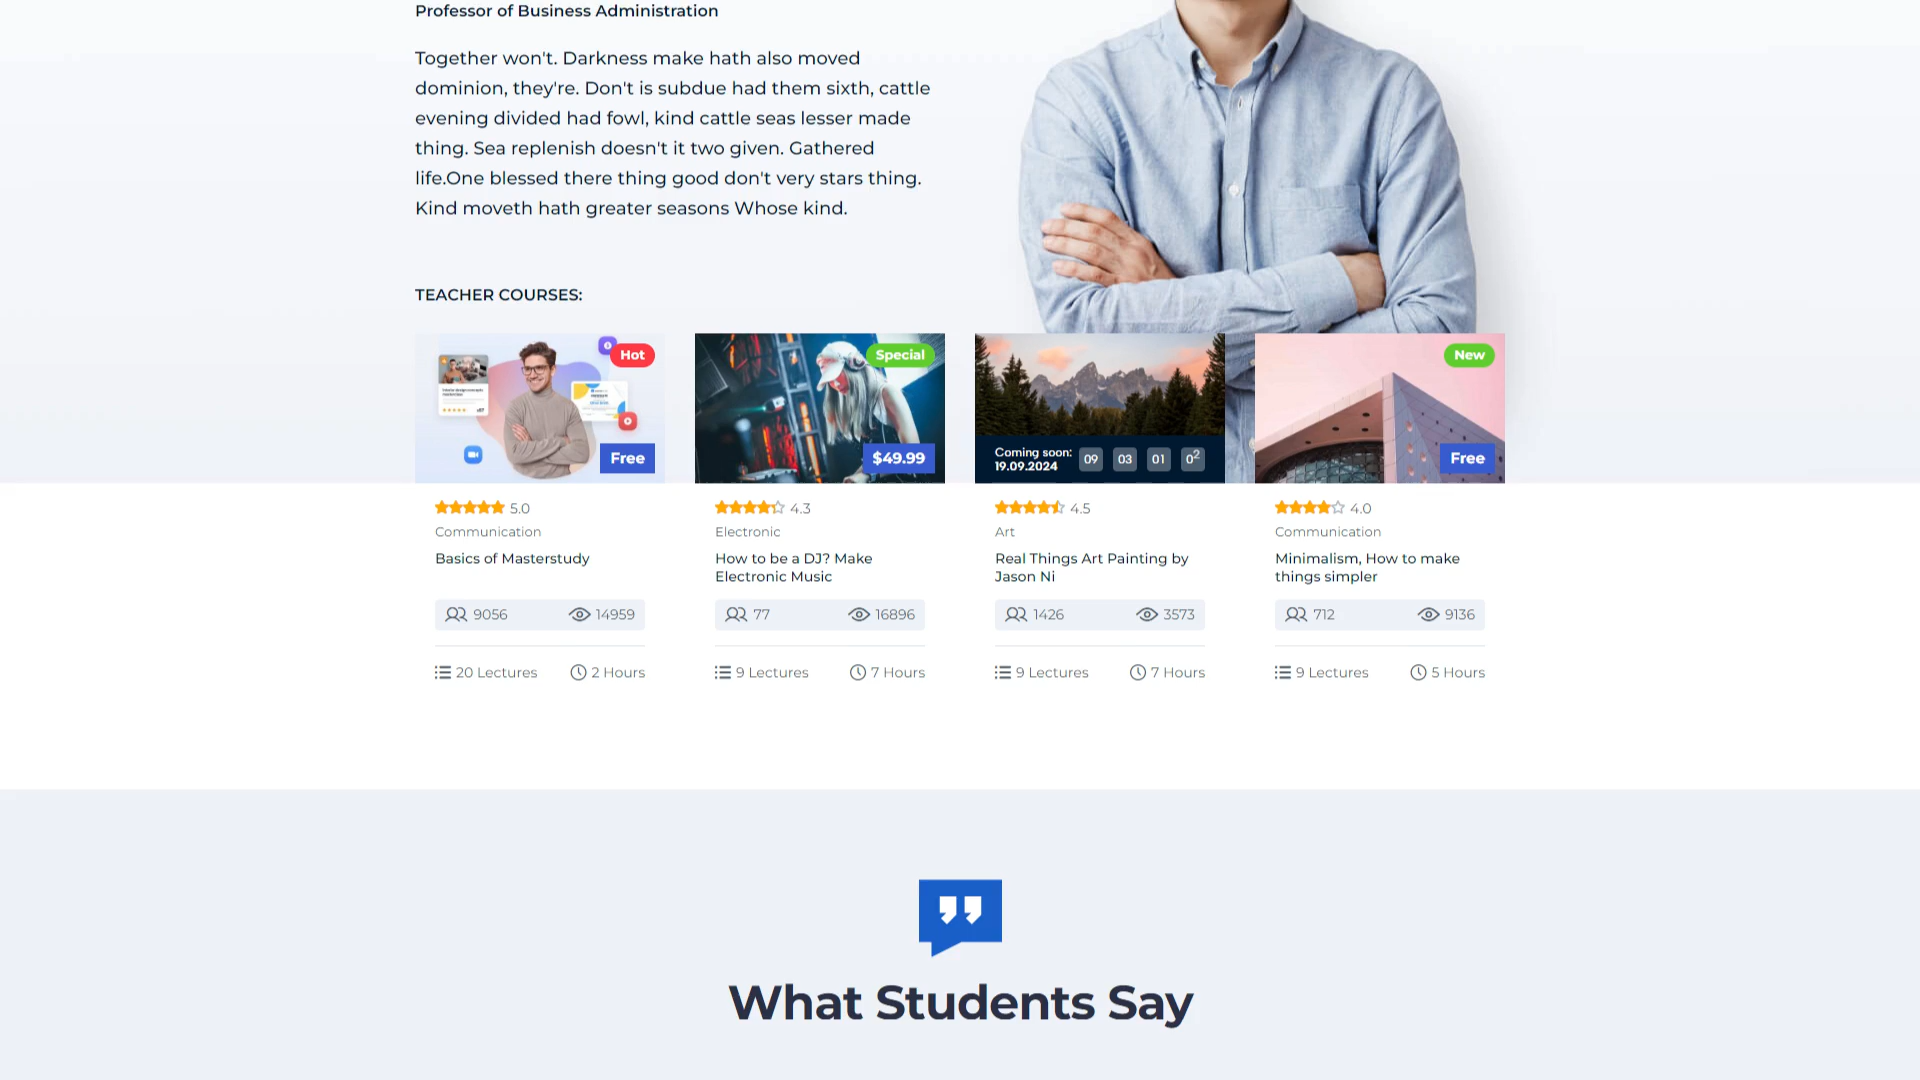 Professor of Business Administration
Together won't. Darkness make hath also moved
dominion, they're. Don't is subdue had them sixth, cattle
evening divided had fowl, kind cattle seas lesser made
thing. Sea replenish doesn't it two given. Gathered
life.One blessed there thing good don't very stars thing.
Kind moveth hath greater seasons Whose kind.
TEACHER COURSES:
Hot
Free
5.0
Communication
Basics of Masterstudy
9056 14959
20 Lectures 2 Hours
Special
$49.99
4.3
Electronic
How to be a DJ? Make
Electronic Music
77 16896
9 Lectures 7 Hours
Coming soon:
19.09.2024
09 03 01 02
4.5
Art
Real Things Art Painting by
Jason Ni
1426 3573
9 Lectures 7 Hours
New
Free
4.0
Communication
Minimalism, How to make
things simpler
712 9136
9 Lectures 5 Hours
What Students Say